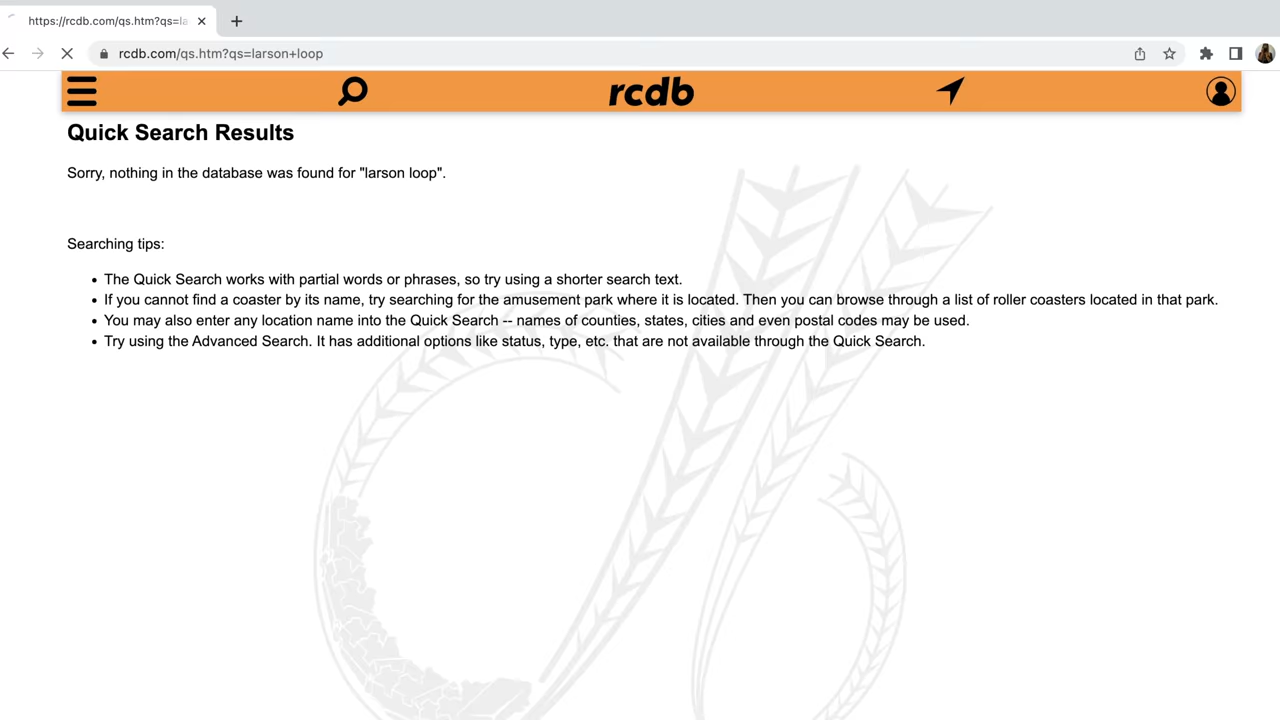 https://rcdb.com/qs.htm?qs=la
rcdb.com/qs.htm?qs=larson+loop
rcdb
Quick Search Results
Sorry, nothing in the database was found for "larson loop".
Searching tips:
• The Quick Search works with partial words or phrases, so try using a shorter search text.
• If you cannot find a coaster by its name, try searching for the amusement park where it is located. Then you can browse through a list of roller coasters located in that park.
• You may also enter any location name into the Quick Search -- names of counties, states, cities and even postal codes may be used.
• Try using the Advanced Search. It has additional options like status, type, etc. that are not available through the Quick Search.